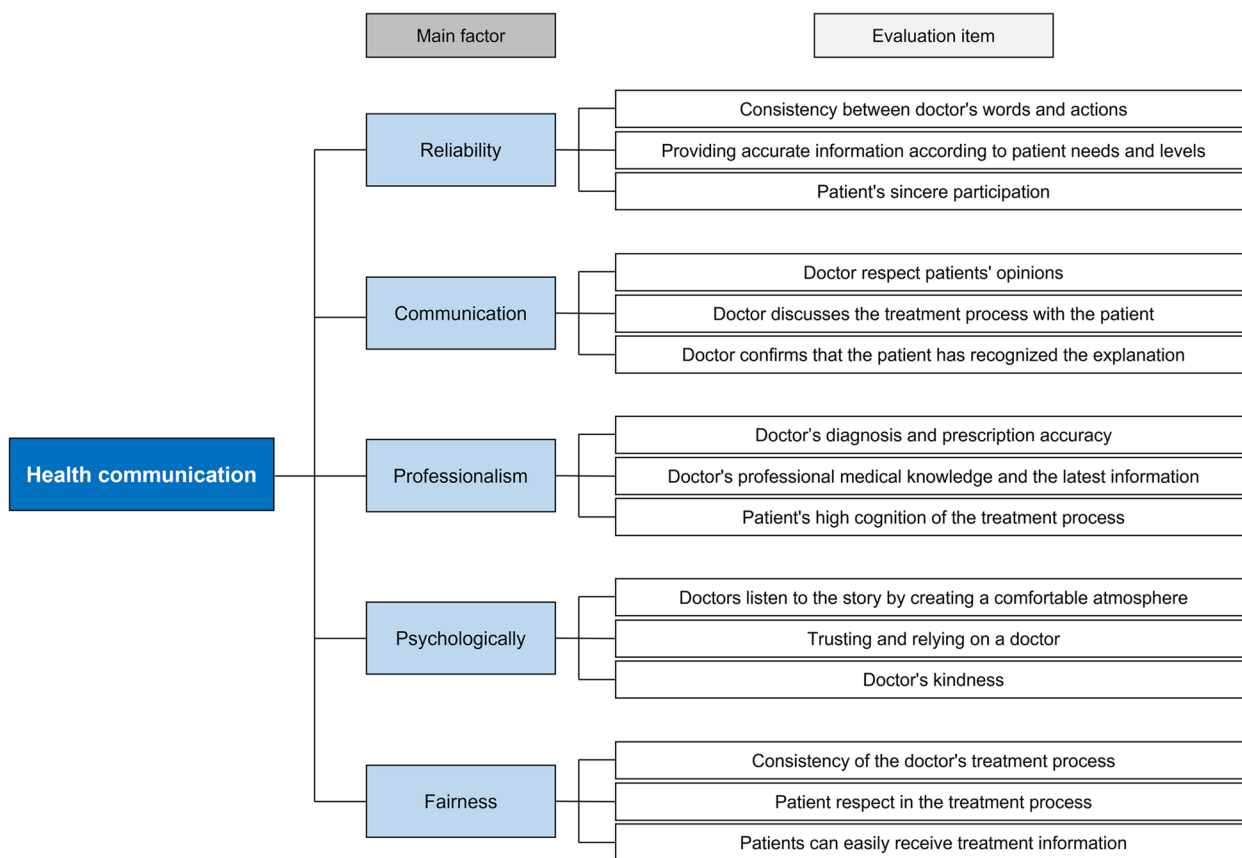 Main factor
Evaluation item
Health communication
Reliability
Consistency between doctor's words and actions
Providing accurate information according to patient needs and levels
Patient's sincere participation
Communication
Doctor respect patients' opinions
Doctor discusses the treatment process with the patient
Doctor confirms that the patient has recognized the explanation
Professionalism
Doctor’s diagnosis and prescription accuracy
Doctor's professional medical knowledge and the latest information
Patient's high cognition of the treatment process
Psychologically
Doctors listen to the story by creating a comfortable atmosphere
Trusting and relying on a doctor
Doctor's kindness
Fairness
Consistency of the doctor's treatment process
Patient respect in the treatment process
Patients can easily receive treatment information